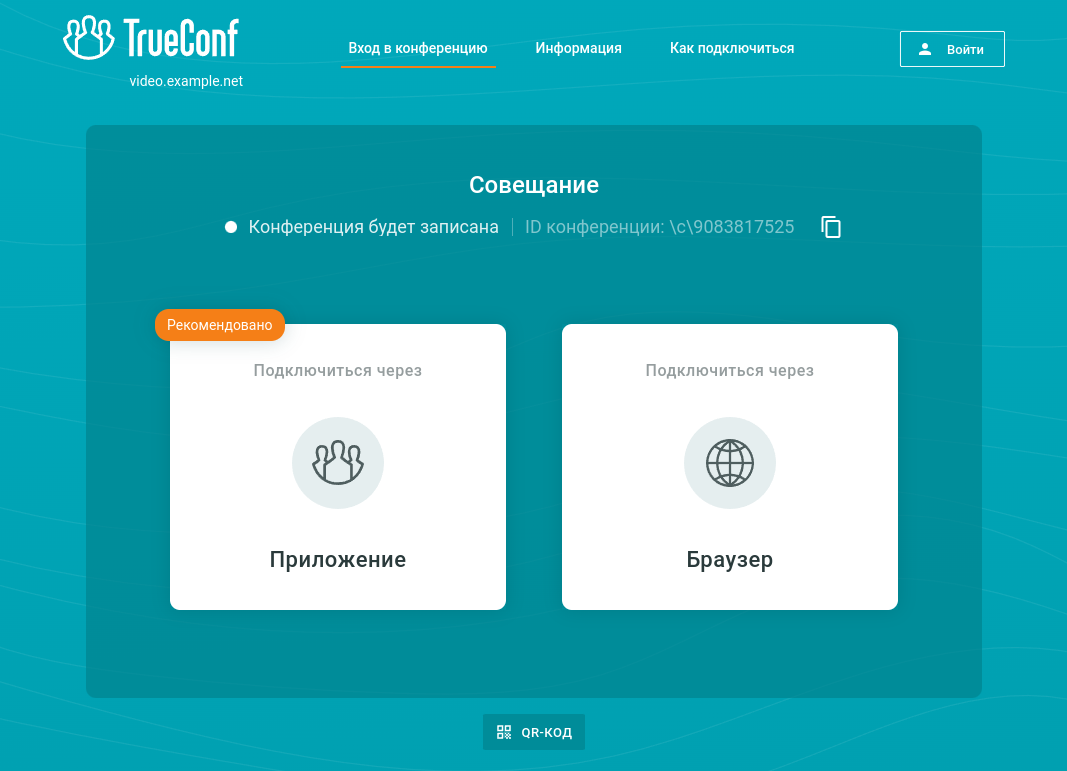 TrueConf
video.example.net
Вход в конференцию
Информация
Как подключиться
Войти
Совещание
Конференция будет записана
ID конференции: \c\9083817525
Рекомендовано
Подключиться через
Приложение
Подключиться через
Браузер
QR-КОД